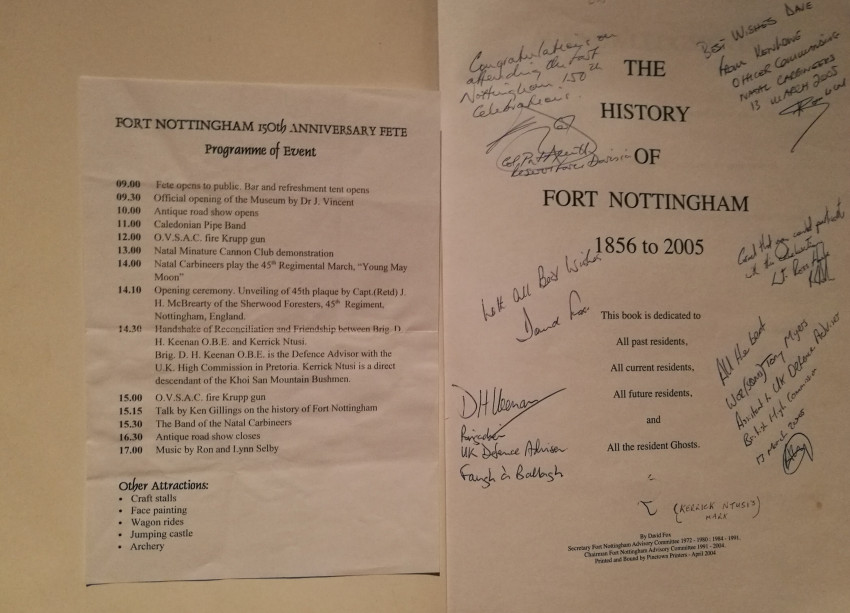 FORT NOTTINGHAM 150th ANNIVERSARY FETE
Programme of Event
09.00 Fete opens to public. Bar and refreshment tent opens
09.30 Official opening of the Museum by Dr J. Vincent
10.00 Antique road show opens
11.00 Caledonian Pipe Band
12.00 O.V.S.A.C. fire Krupp gun
13.00 Natal Minature Cannon Club demonstration
14.00 Natal Carbineers play the 45th Regimental March, “Young May
Moon”
14.10 Opening ceremony. Unveiling of 45th plaque by Capt.(Retd) J.
H. McBrearty of the Sherwood Foresters, 45th Regiment,
Nottingham, England.
14.30 Handshake of Reconciliation and Friendship between Brig. D.
H. Keenan O.B.E. and Kerrick Ntusi.
Brig. D. H. Keenan O.B.E. is the Defence Advisor with the
U.K. High Commission in Pretoria. Kerrick Ntusi is a direct
descendant of the Khoi San Mountain Bushmen.
15.00 O.V.S.A.C. fire Krupp gun
15.15 Talk by Ken Gillings on the history of Fort Nottingham
15.30 The Band of the Natal Carbineers
16.30 Antique road show closes
17.00 Music by Ron and Lynn Selby
Other Attractions:
• Craft stalls
• Face painting
• Wagon rides
• Jumping castle
• Archery
Congratulations on
attending the Fort
Nottingham 150th
Celebrations.
Reserve Force Division
BEST WISHES DAVE
from
OFFICER COMMANDING
NATAL CARBINEERS
13 MARCH 2005
THE
HISTORY
OF
FORT NOTTINGHAM
1856 to 2005
Good that you could
with the
Lt.
With All Best Wishes
David Fox
This book is dedicated to
All past residents,
All current residents,
All future residents,
and
All the resident Ghosts.
DH Keenan
Brigadier
UK Defence Advisor
Faugh a Ballagh
All the best
Tony Myers
Assistant to UK Defence Advisor
British High Commission
March 2005
(KERRICK NTHUSI'S
MARK)
By David Fox
Secretary Fort Nottingham Advisory Committee 1972 - 1980 : 1984 - 1991.
Chairman Fort Nottingham Advisory Committee 1991 - 2004.
Printed and Bound by Pinetown Printers - April 2004